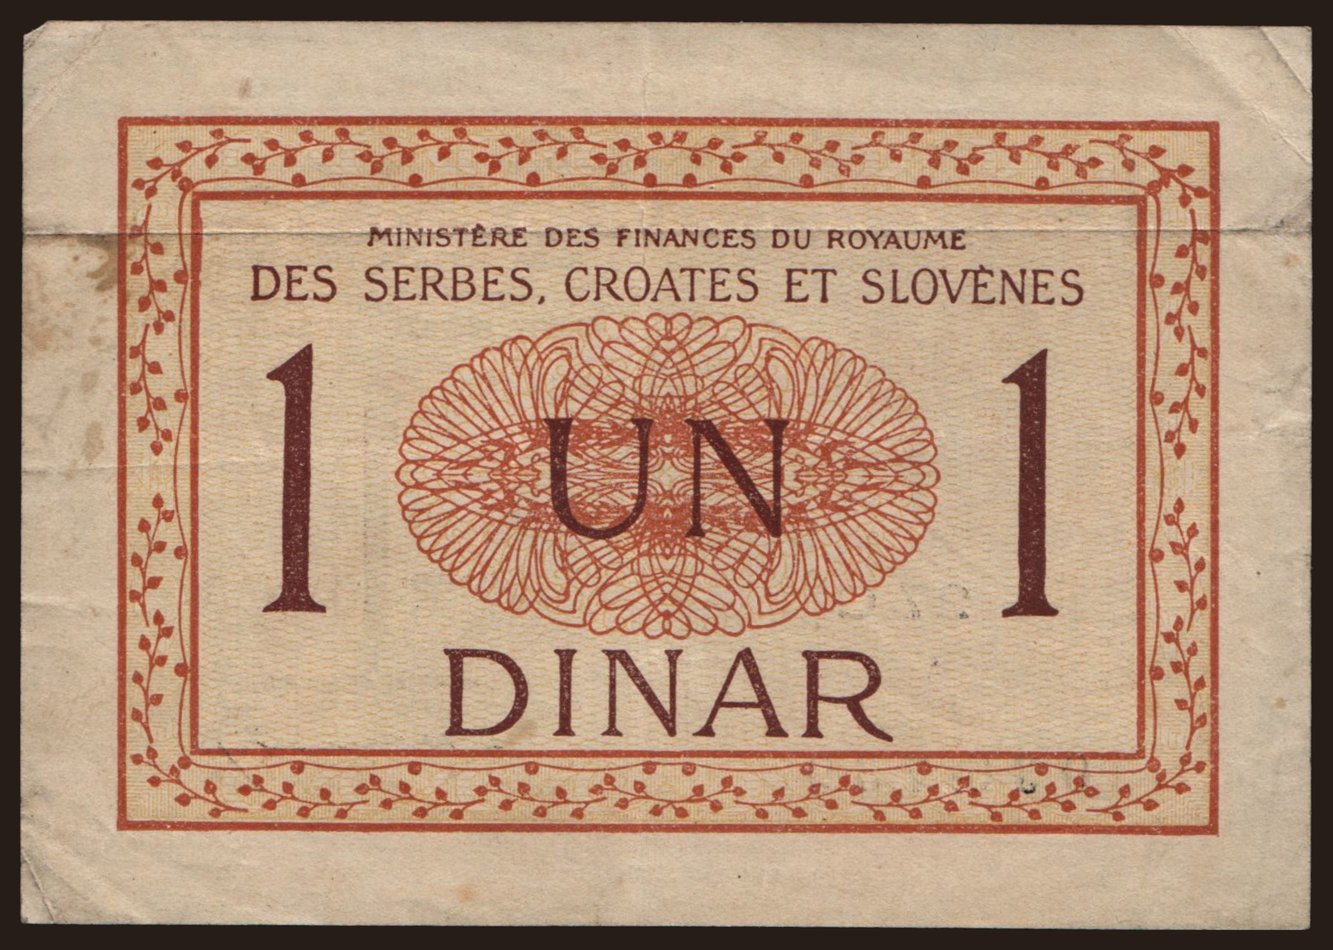 MINISTÈRE DES FINANCES DU ROYAUME
DES SERBES, CROATES ET SLOVÈNES
1 UN 1
DINAR